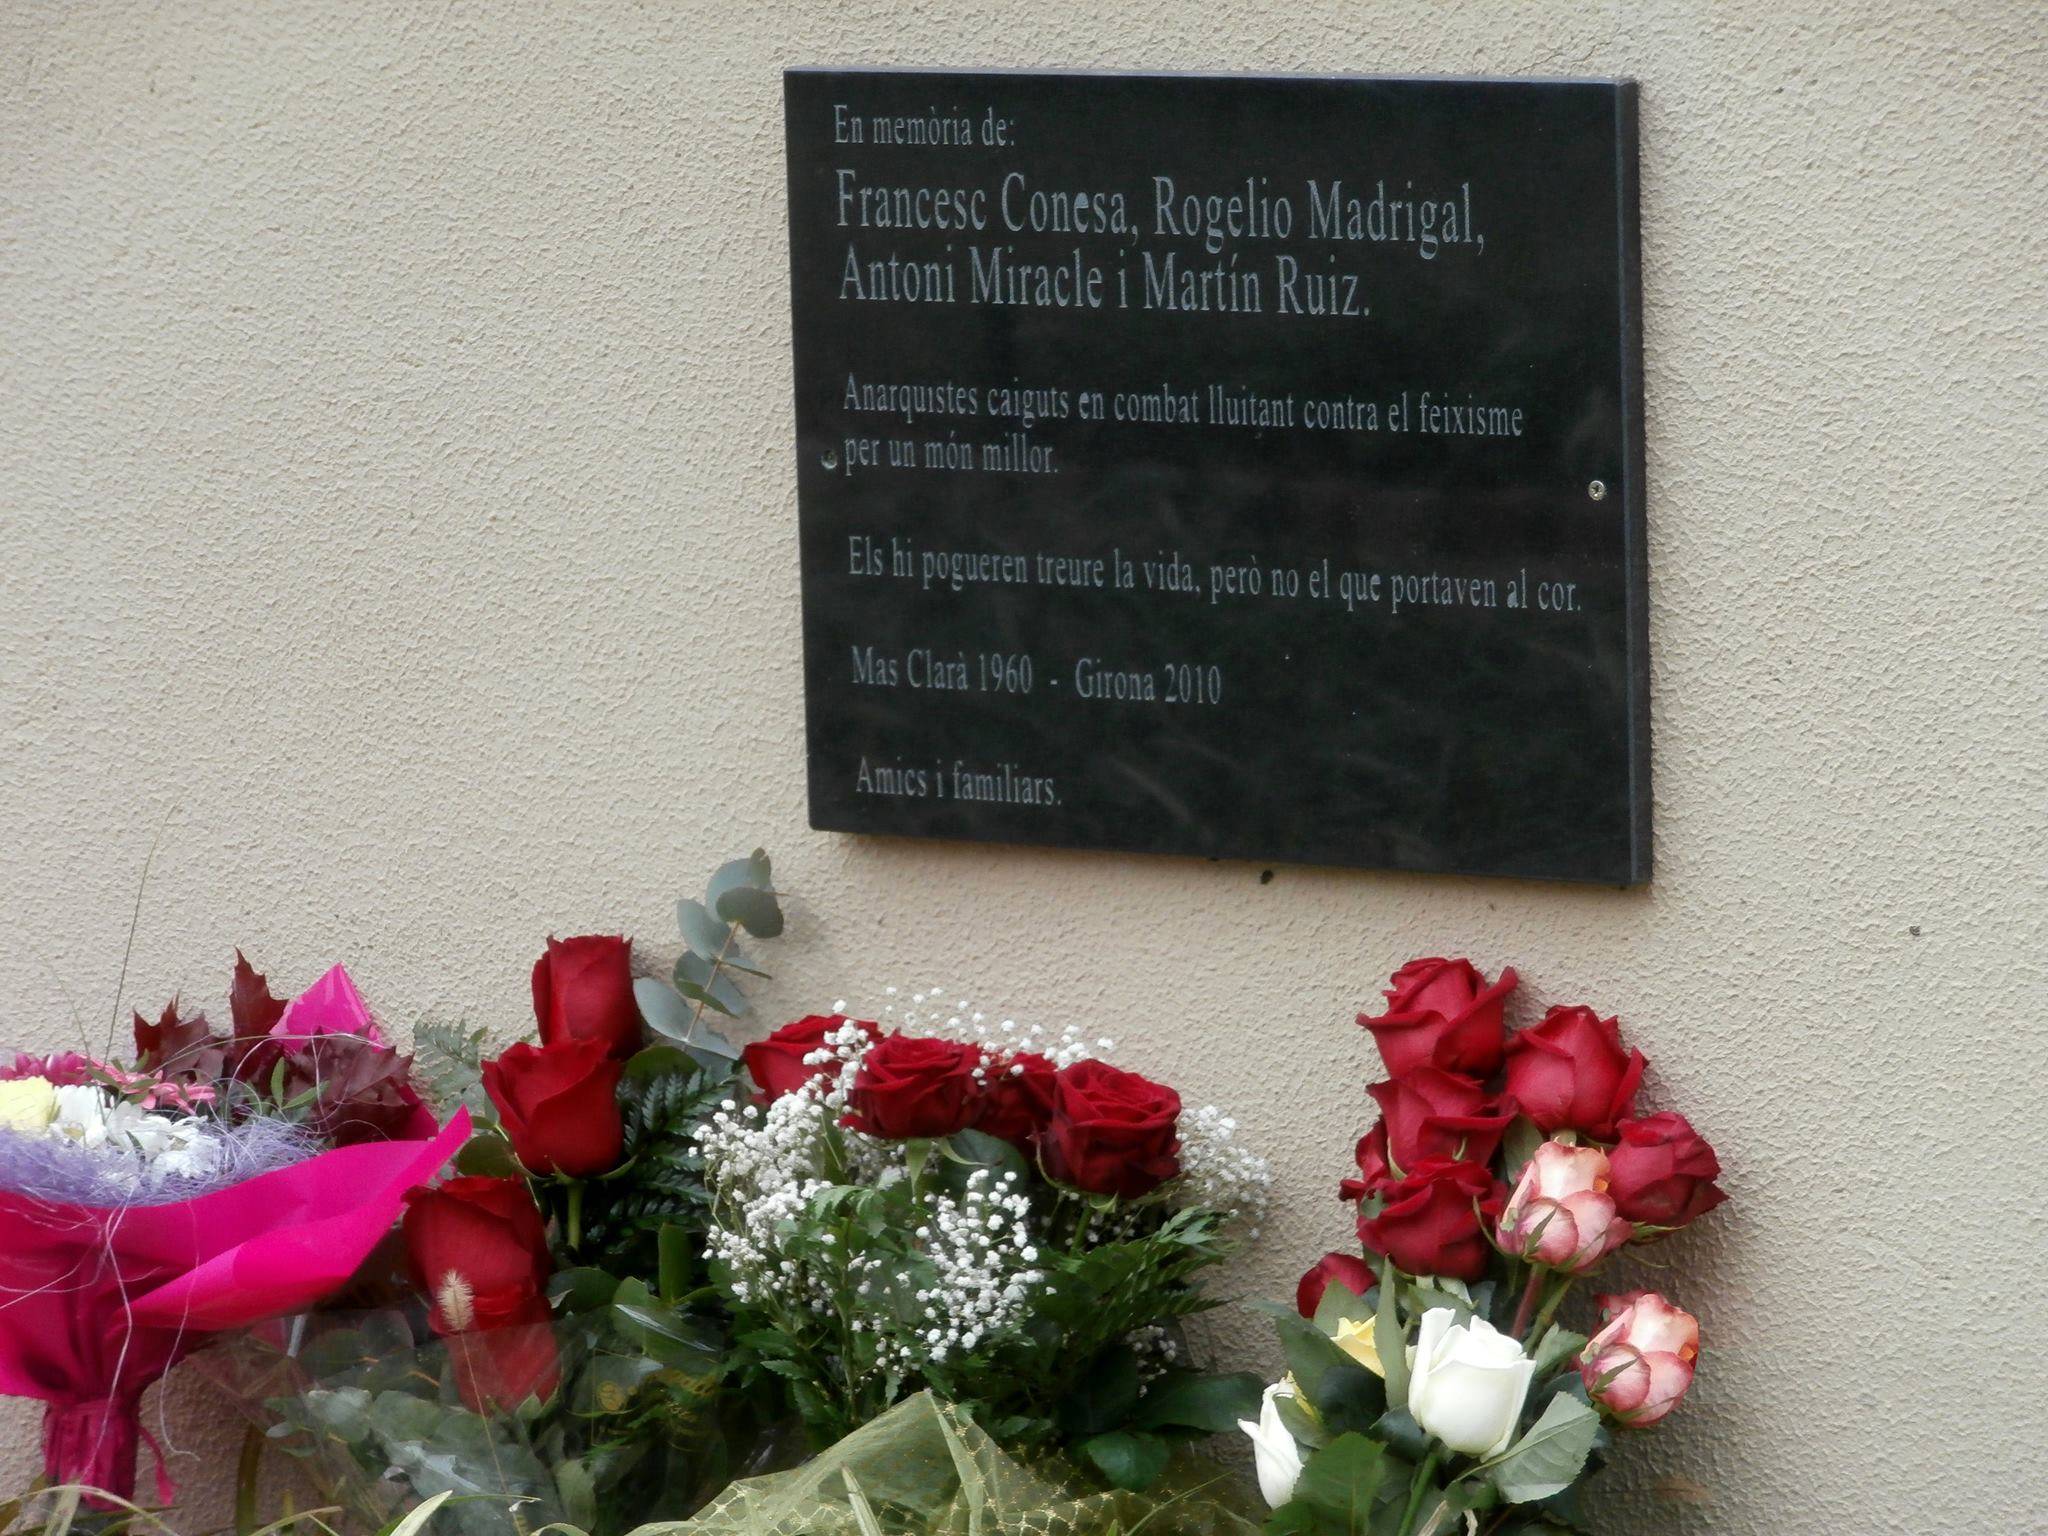 En memòria de:
Francesc Conesa, Rogelio Madrigal,
Antoni Miracle i Martín Ruiz.
Anarquistes caiguts en combat lluitant contra el feixisme
per un món millor.
Els hi pogueren treure la vida, però no el que portaven al cor.
Mas Clarà 1960 - Girona 2010
Amics i familiars.